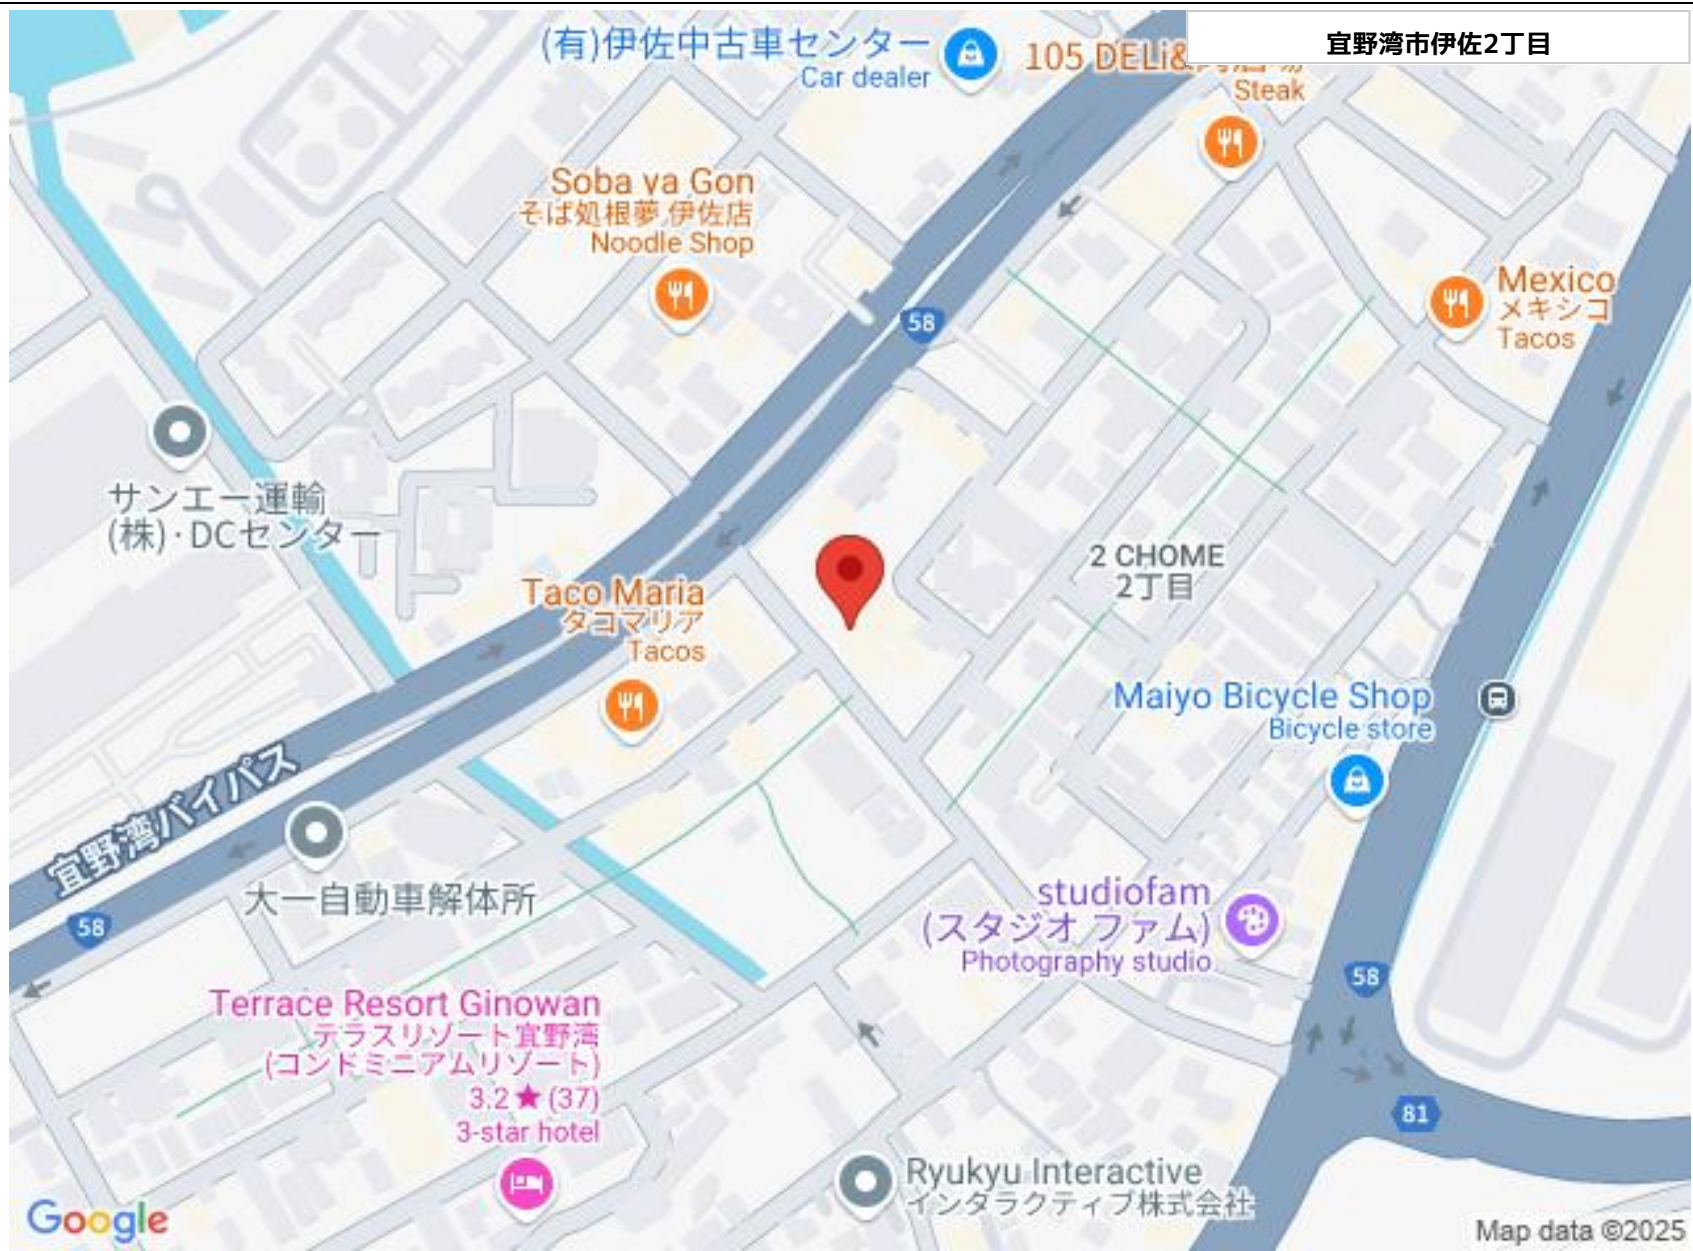 宜野湾市伊佐2丁目
(有)伊佐中古車センター
Car dealer
105 DELi&
Steak
Soba ya Gon
そば処根夢 伊佐店
Noodle Shop
58
Mexico
メキシコ
Tacos
サンエー運輸
(株)・DCセンター
2 CHOME
2丁目
Taco Maria
タコマリア
Tacos
Maiyo Bicycle Shop
Bicycle store
宜野湾バイパス
大一自動車解体所
58
studiofam
(スタジオ ファム)
Photography studio
58
Terrace Resort Ginowan
テラスリゾート宜野湾
(コンドミニアムリゾート)
3.2★(37)
3-star hotel
81
Ryukyu Interactive
インタラクティブ株式会社
Google
Map data ©2025